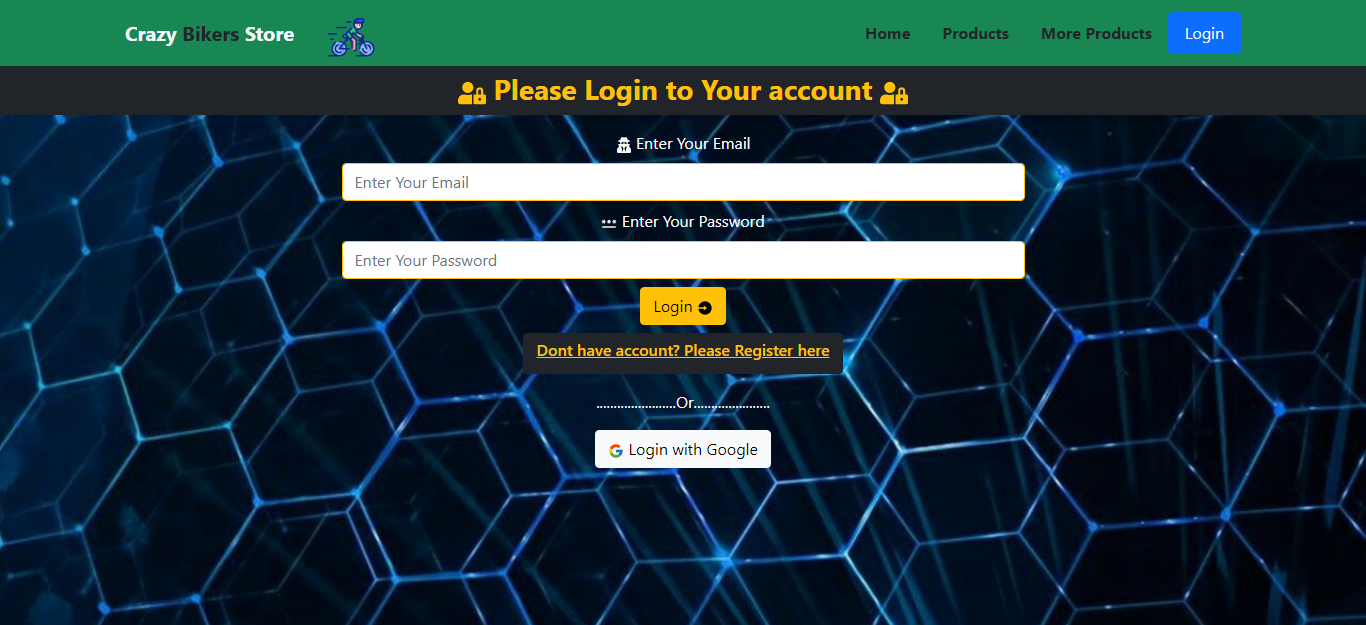 Crazy Bikers Store
Home Products More Products Login
Please Login to Your account
Enter Your Email
Enter Your Email
Enter Your Password
Enter Your Password
Login
Dont have account? Please Register here
.......................Or......................
Login with Google